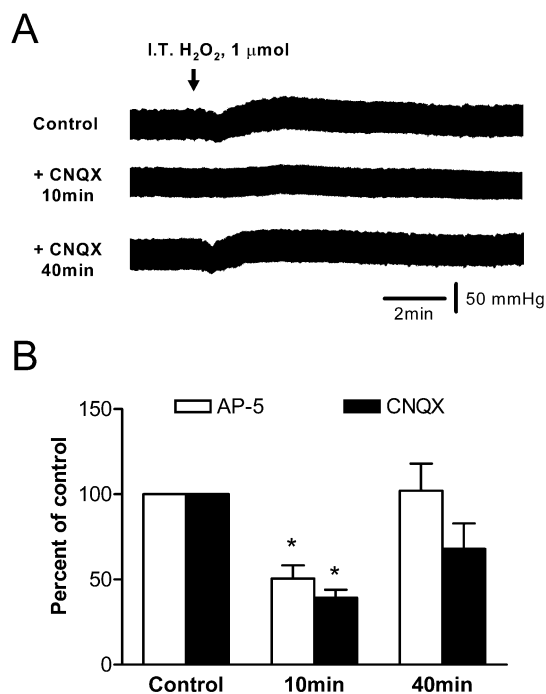 A
I.T. H₂O₂, 1 μmol
Control
+ CNQX
10min
+ CNQX
40min
2min
50 mmHg
B
AP-5
CNQX
Percent of control
150
100
50
0
*
*
Control
10min
40min